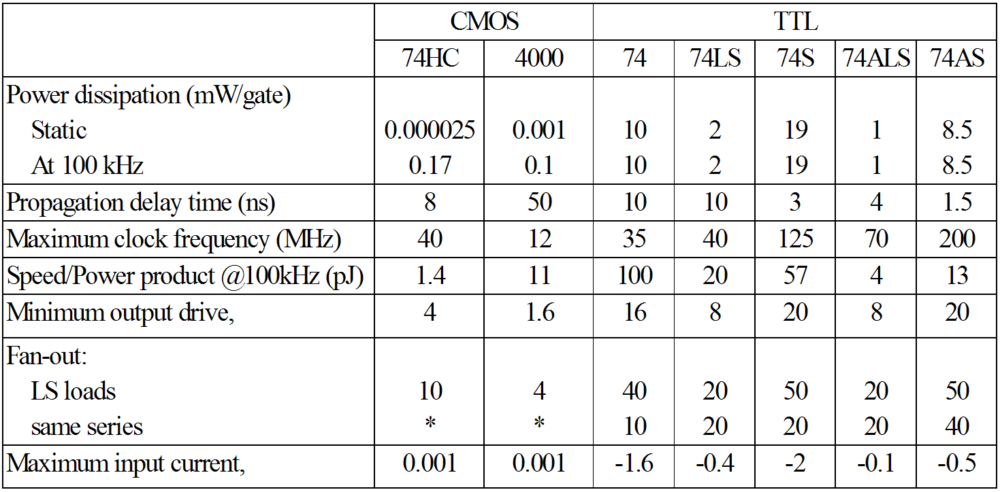 CMOS TTL
74HC 4000 74 74LS 74S 74ALS 74AS
Power dissipation (mW/gate)
Static 0.000025 0.001 10 2 19 1 8.5
At 100 kHz 0.17 0.1 10 2 19 1 8.5
Propagation delay time (ns) 8 50 10 10 3 4 1.5
Maximum clock frequency (MHz) 40 12 35 40 125 70 200
Speed/Power product @100kHz (pJ) 1.4 11 100 20 57 4 13
Minimum output drive, 4 1.6 16 8 20 8 20
Fan-out:
LS loads 10 4 40 20 50 20 50
same series * * 10 20 20 20 40
Maximum input current, 0.001 0.001 -1.6 -0.4 -2 -0.1 -0.5